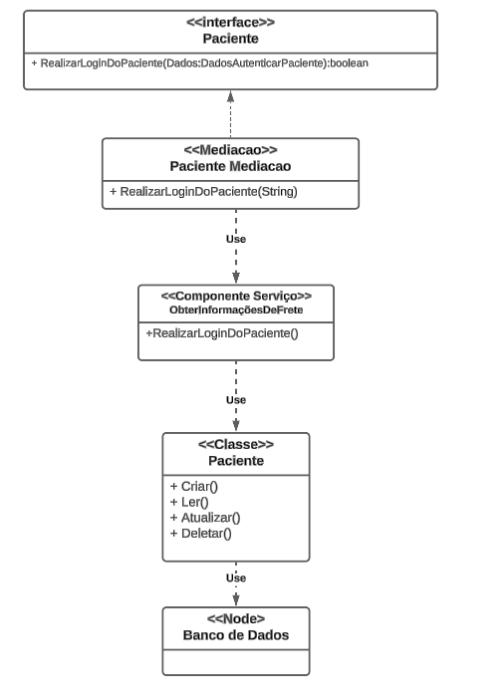 <<interface>>
Paciente
+ RealizarLoginDoPaciente(Dados:DadosAutenticarPaciente):boolean
<<Mediacao>>
Paciente Mediacao
+ RealizarLoginDoPaciente(String)
Use
<<Componente Serviço>>
ObterInformaçõesDeFrete
+RealizarLoginDoPaciente()
Use
<<Classe>>
Paciente
+ Criar()
+ Ler()
+ Atualizar()
+ Deletar()
Use
<<Node>
Banco de Dados